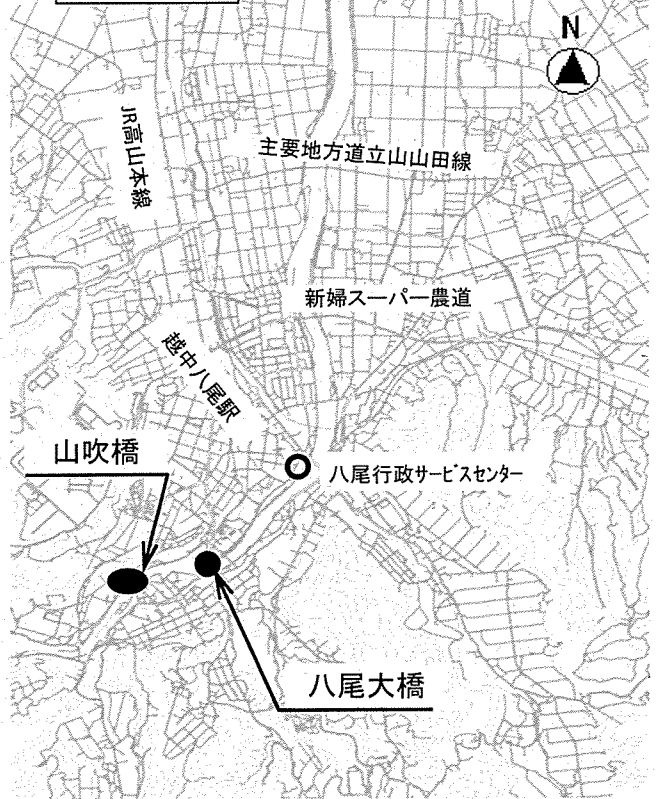 N
JR高山本線
主要地方道立山山田線
新婦スーパー農道
越中八尾駅
山吹橋
八尾行政サービスセンター
八尾大橋